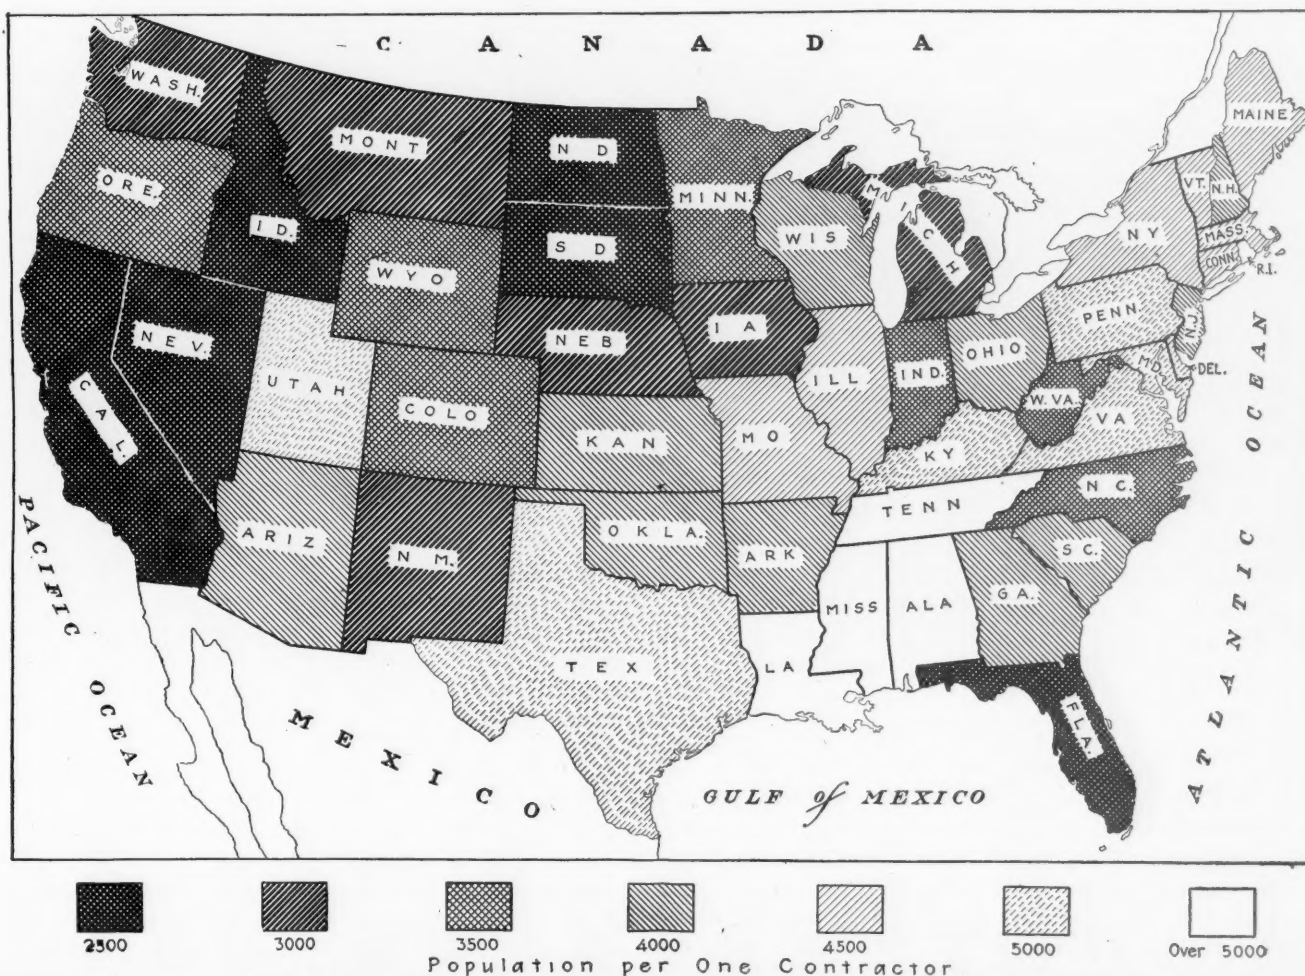 CANADA
WASH.
MONT
N D
MINN.
MAINE
ORE.
ID.
S D
WIS
MICH
VT.
N.H.
NY
MASS.
CONN.
R.I.
WYO
NEV.
NEB
IA
PENN
N.J.
UTAH
COLO
ILL
IND.
OHIO
MD.
DEL.
W.VA.
VA
CAL.
KAN
MO
KY
ARIZ
N M.
OKLA.
ARK
TENN
N C.
S C.
TEX
LA
MISS
ALA
GA.
FLA.
PACIFIC OCEAN
MEXICO
GULF of MEXICO
ATLANTIC OCEAN
2500 3000 3500 4000 4500 5000 Over 5000
Population per One Contractor